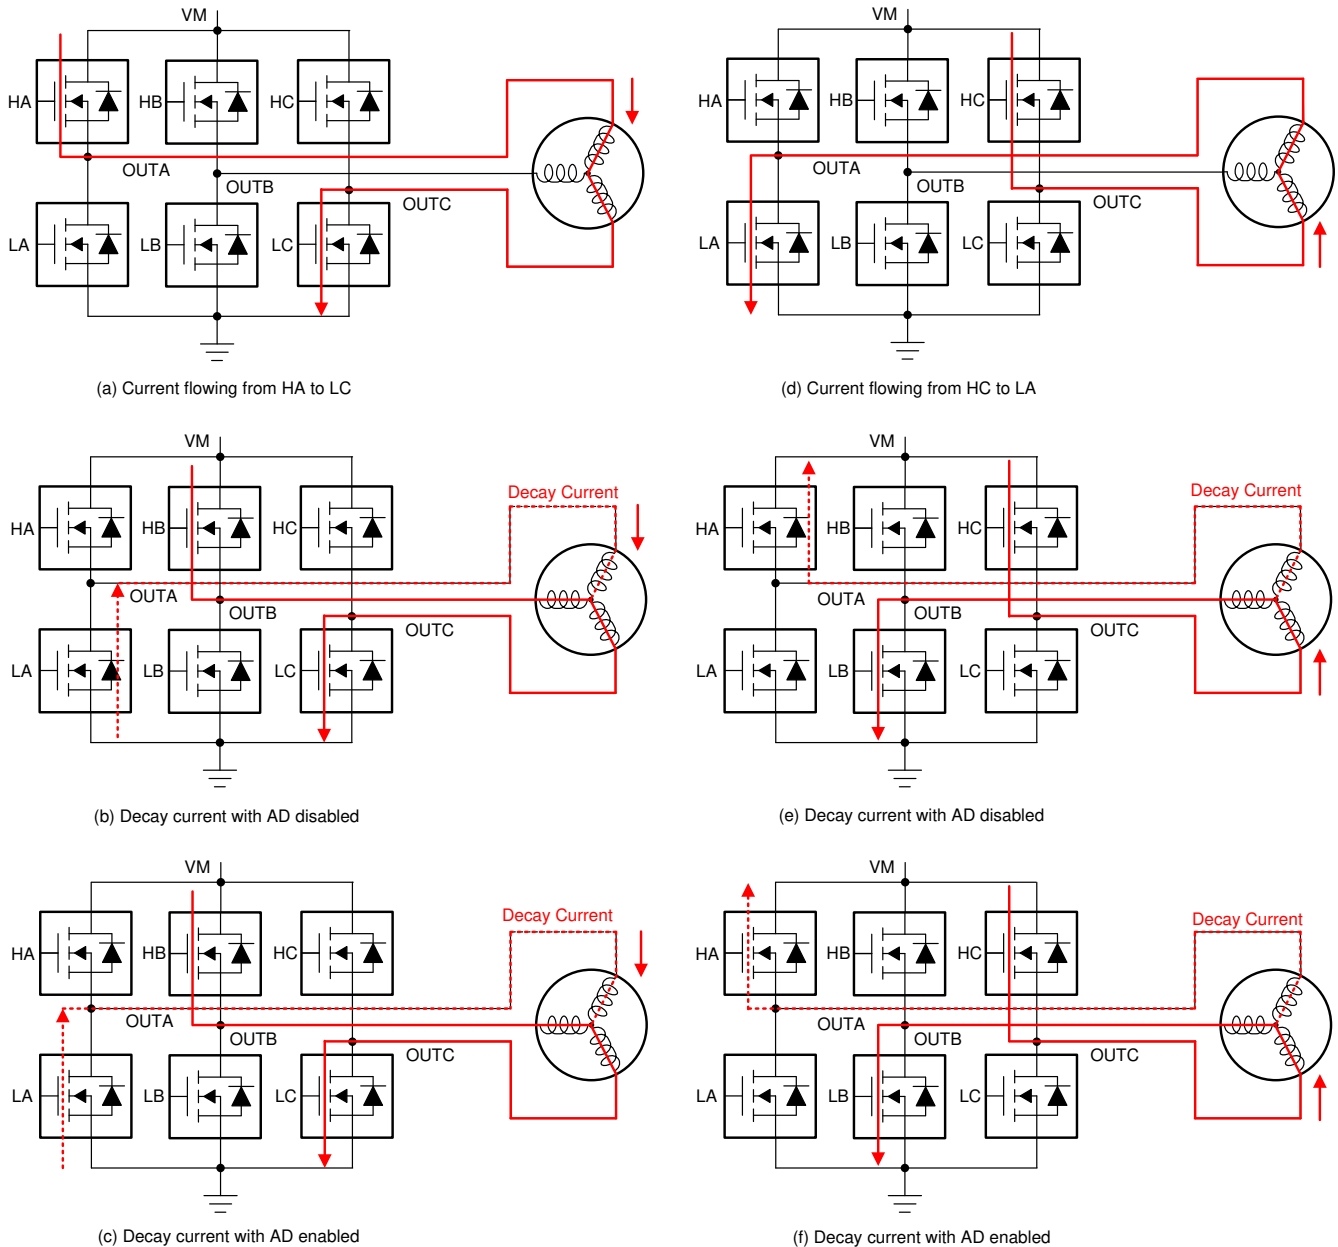 VM
HA
HB
HC
OUTA
OUTB
OUTC
LA
LB
LC
(a) Current flowing from HA to LC
VM
HA
HB
HC
OUTA
OUTB
OUTC
LA
LB
LC
(d) Current flowing from HC to LA
VM
Decay Current
HA
HB
HC
OUTA
OUTB
OUTC
LA
LB
LC
(b) Decay current with AD disabled
VM
Decay Current
HA
HB
HC
OUTA
OUTB
OUTC
LA
LB
LC
(e) Decay current with AD disabled
VM
Decay Current
HA
HB
HC
OUTA
OUTB
OUTC
LA
LB
LC
(c) Decay current with AD enabled
VM
Decay Current
HA
HB
HC
OUTA
OUTB
OUTC
LA
LB
LC
(f) Decay current with AD enabled